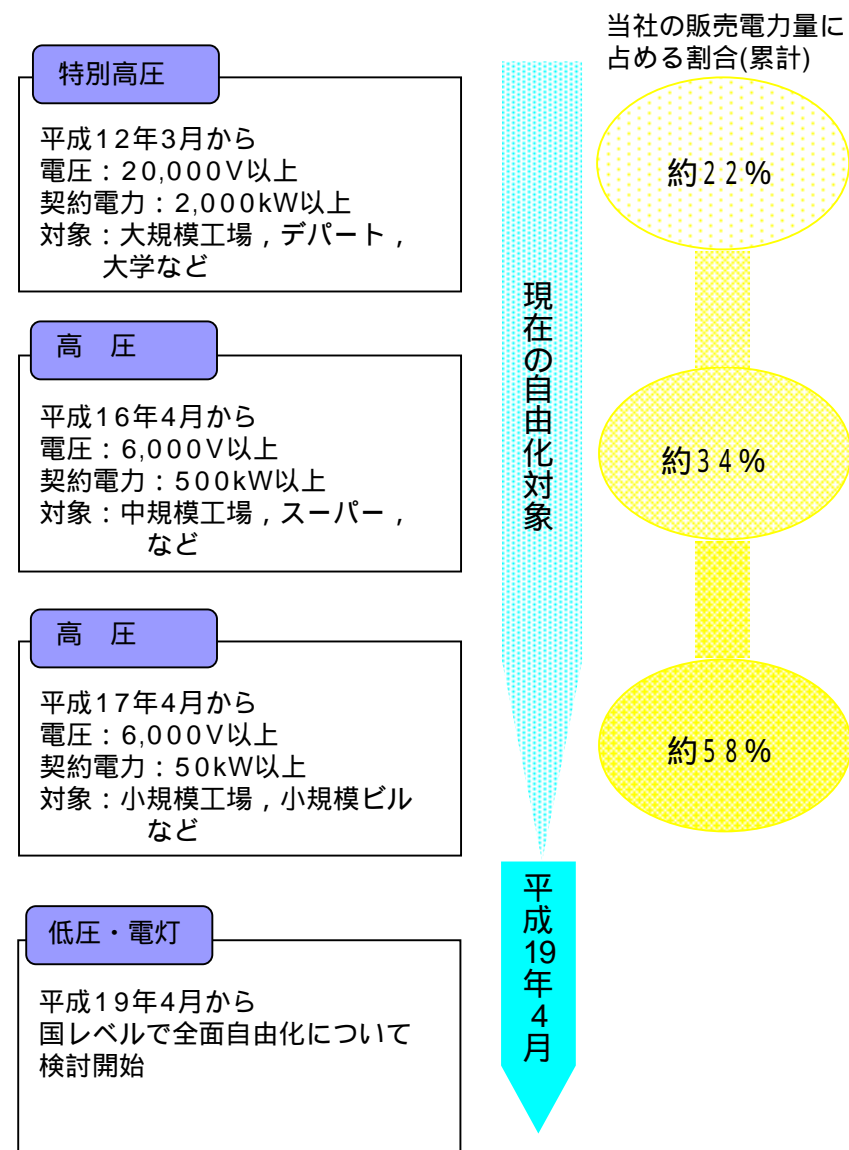 当社の販売電力量に
占める割合(累計)
特別高圧
平成12年3月から
電圧：20,000V以上
契約電力：2,000kW以上
対象：大規模工場，デパート，
大学など
約22%
高　圧
平成16年4月から
電圧：6,000V以上
契約電力：500kW以上
対象：中規模工場，スーパー，
など
約34%
高　圧
平成17年4月から
電圧：6,000V以上
契約電力：50kW以上
対象：小規模工場，小規模ビル
など
約58%
現在の自由化対象
低圧・電灯
平成19年4月から
国レベルで全面自由化について
検討開始
平成19年4月